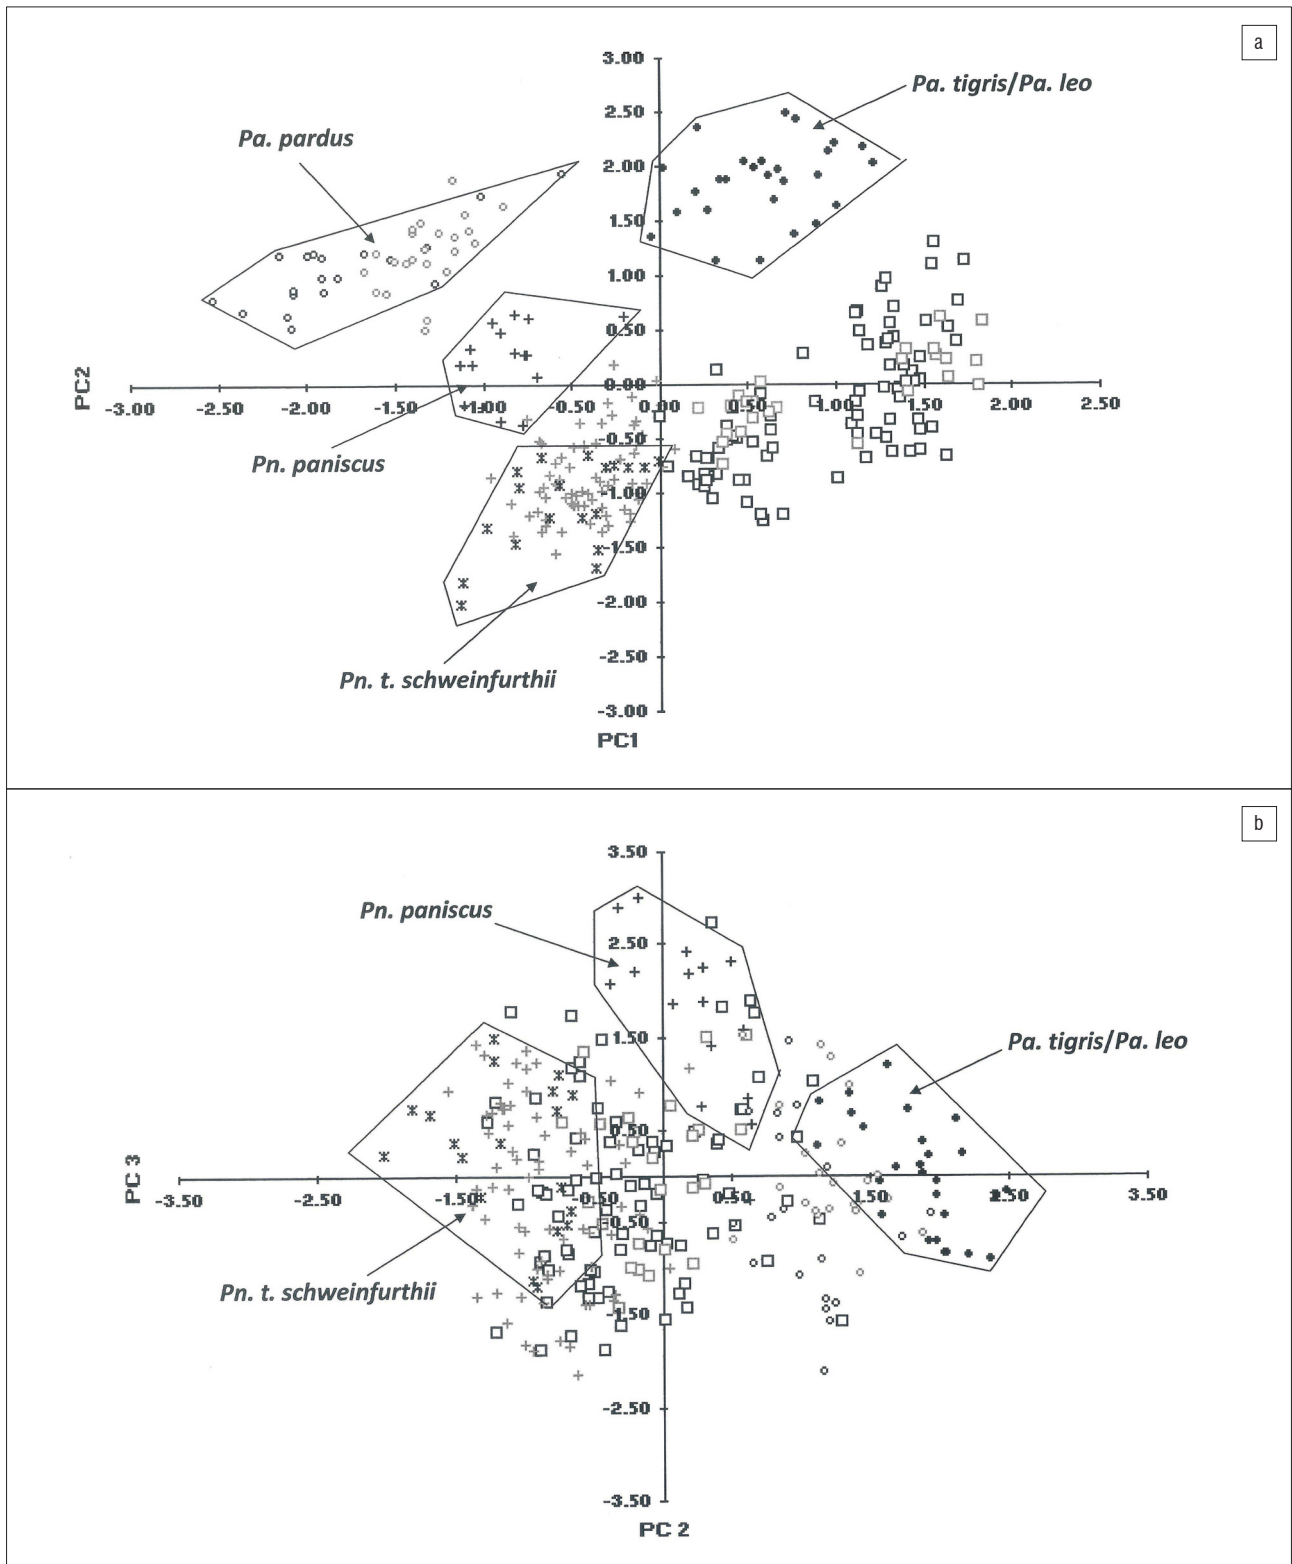 a
3.00
Pa. tigris/Pa. leo
2.50
Pa. pardus
2.00
1.50
1.00
0.50
PC2
0.00
-3.00 -2.50 -2.00 -1.50 -1.00 -0.50 0.00 0.50 1.00 1.50 2.00 2.50
-0.50
Pn. paniscus
-1.00
-1.50
-2.00
-2.50
Pn. t. schweinfurthii
-3.00
PC1
b
3.50
Pn. paniscus
2.50
1.50
Pa. tigris/Pa. leo
0.50
PC 3
-3.50 -2.50 -1.50 -0.50 0.50 1.50 2.50 3.50
-0.50
Pn. t. schweinfurthii
-1.50
-2.50
-3.50
PC 2